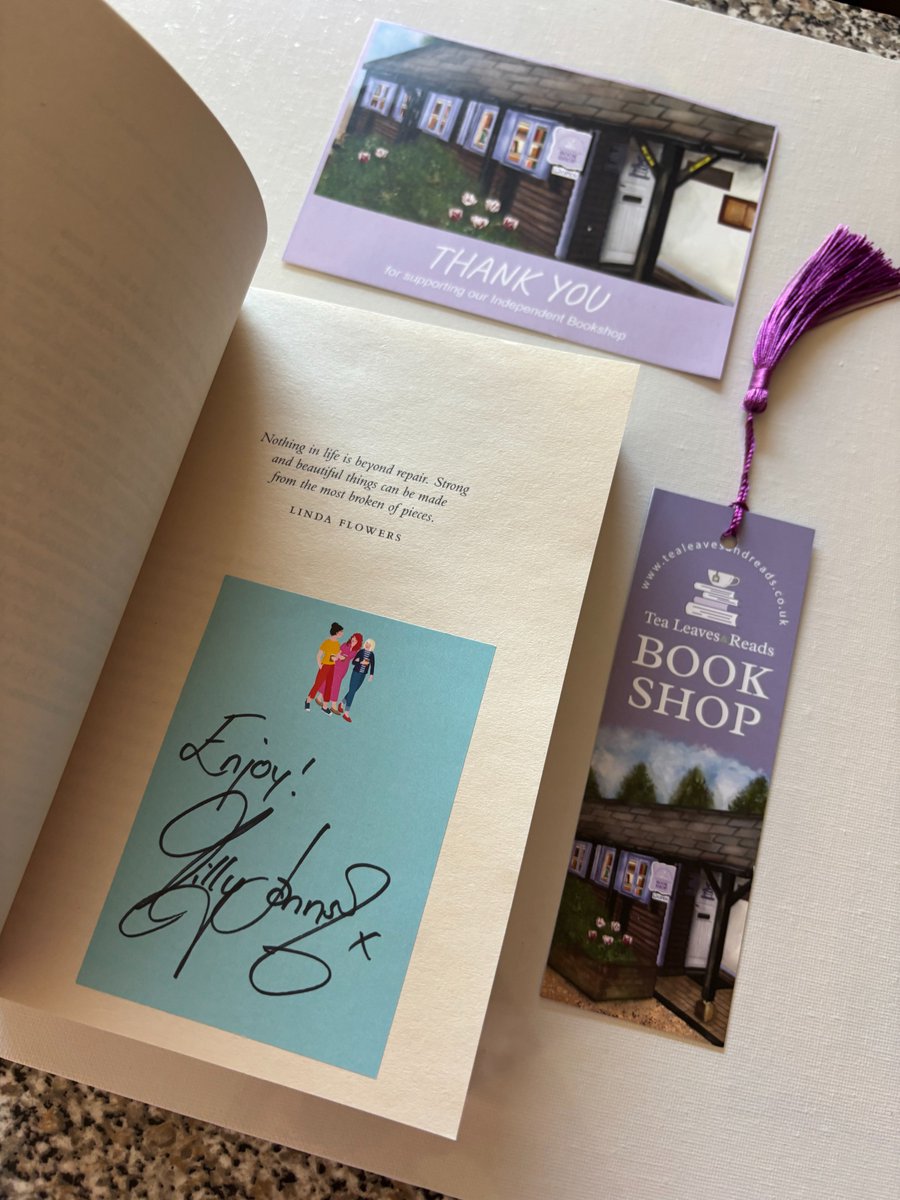 THANK YOU
for supporting our Independent Bookshop
Nothing in life is beyond repair. Strong
and beautiful things can be made
from the most broken of pieces.
LINDA FLOWERS
Enjoy!
x
www.tealeavesandreads.co.uk
Tea Leaves & Reads
BOOK
SHOP